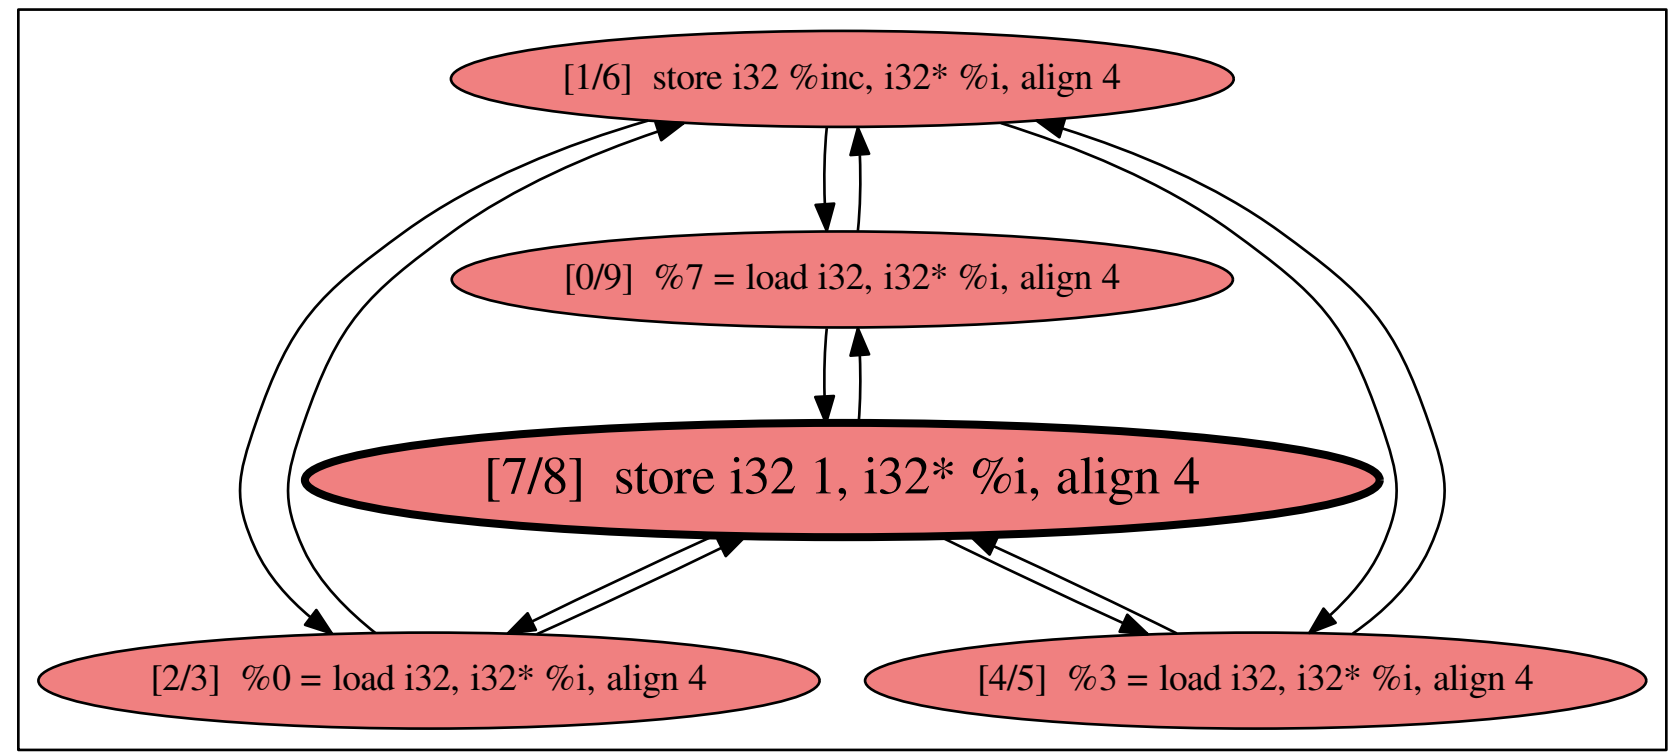 [1/6]  store i32 %inc, i32* %i, align 4
[0/9]  %7 = load i32, i32* %i, align 4
[7/8]  store i32 1, i32* %i, align 4
[2/3]  %0 = load i32, i32* %i, align 4
[4/5]  %3 = load i32, i32* %i, align 4